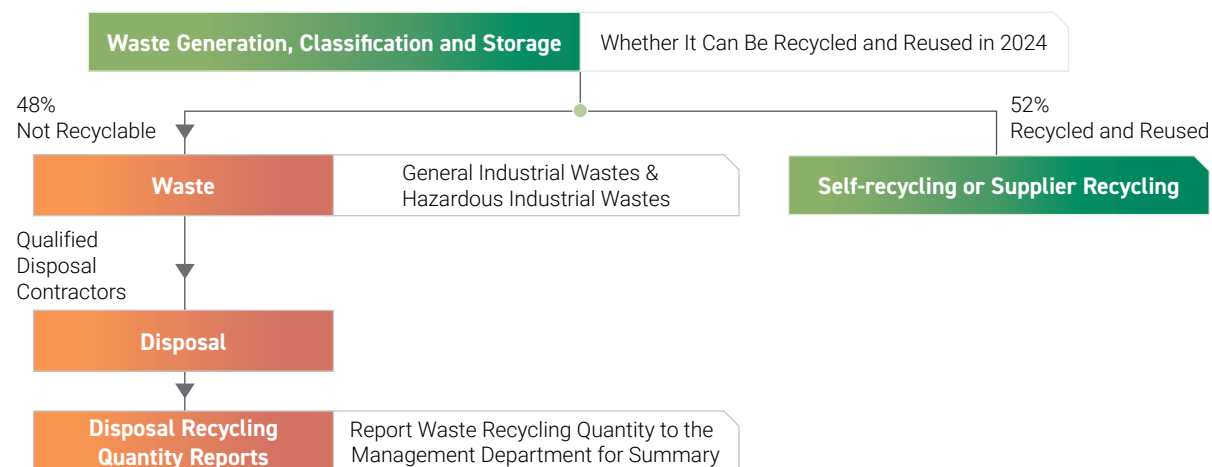 Waste Generation, Classification and Storage
Whether It Can Be Recycled and Reused in 2024
48%
Not Recyclable
52%
Recycled and Reused
Waste
General Industrial Wastes &
Hazardous Industrial Wastes
Self-recycling or Supplier Recycling
Qualified
Disposal
Contractors
Disposal
Disposal Recycling
Quantity Reports
Report Waste Recycling Quantity to the
Management Department for Summary